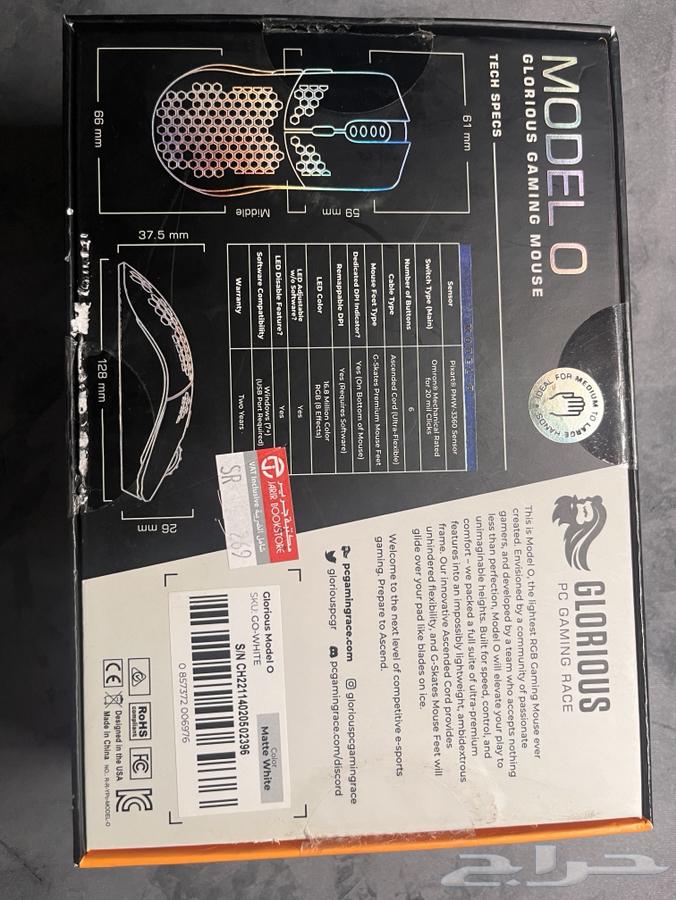 MODEL O
GLORIOUS GAMING MOUSE
TECH SPECS
61 mm
59 mm
Middle
66 mm
37.5 mm
128 mm
26 mm
Sensor
Pixart® PMW-3360 Sensor
Switch Type (Main)
Omron® Mechanical Rated
for 20 mil Clicks
Number of Buttons
6
Cable Type
Ascended Cord (Ultra-Flexible)
Mouse Feet Type
G-Skates Premium Mouse Feet
Dedicated DPI Indicator?
Yes (On Bottom of Mouse)
Remappable DPI
Yes (Requires Software)
LED Color
16.8 Million Color
RGB (8 Effects)
LED Adjustable
w/o Software?
Yes
LED Disable Feature?
Yes
Software Compatibility
Windows (7+)
(USB Port Required)
Warranty
Two Years
IDEAL FOR MEDIUM TO LARGE HANDS
مكتبة جرير
JARIR BOOKSTORE
شامل الضريبة VAT Inclusive
SR 269
GLORIOUS
PC GAMING RACE
This is Model O, the lightest RGB Gaming Mouse ever
created. Envisioned by a community of passionate
gamers, and developed by a team who accepts nothing
less than perfection, Model O will elevate your play to
unimaginable heights. Built for speed, control, and
comfort – we packed a full suite of ultra-premium
features into an impossibly lightweight, ambidextrous
frame. Our innovative Ascended Cord provides
unhindered flexibility, and G-Skates Mouse Feet will
glide over your pad like blades on ice.
Welcome to the next level of competitive e-sports
gaming. Prepare to Ascend.
pcgamingrace.com
gloriouspcgamingrace
gloriouspcgr
pcgamingrace.com/discord
Glorious Model O
SKU: GO-WHITE
Color
Matte White
S/N CH22114020502396
0 857372 006976
RoHS
compliant
FC
CE
Designed in the USA
Made in China
NO.: R-R-YPh-MODEL-O
حراج